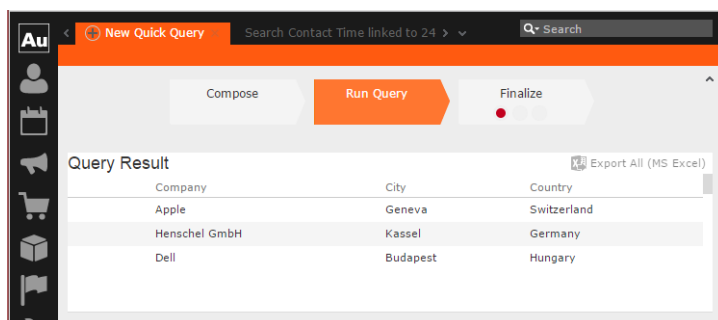 Au
New Quick Query
Search Contact Time linked to 24
Search
Compose
Run Query
Finalize
Query Result
Export All (MS Excel)
Company City Country
Apple Geneva Switzerland
Henschel GmbH Kassel Germany
Dell Budapest Hungary